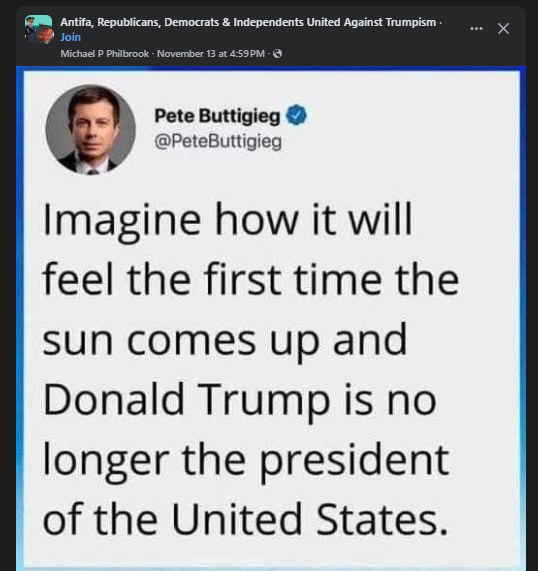 Antifa, Republicans, Democrats & Independents United Against Trumpism ·
Join
Michael P Philbrook · November 13 at 4:59 PM ·
Pete Buttigieg
@PeteButtigieg
Imagine how it will
feel the first time the
sun comes up and
Donald Trump is no
longer the president
of the United States.